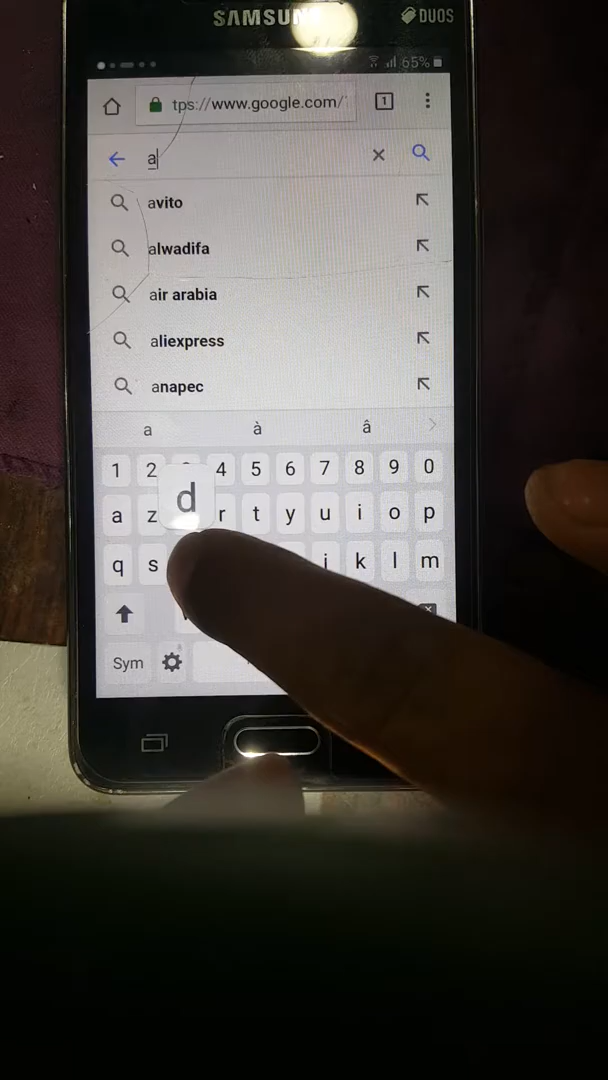 SAMSUNG DUOS
65%
tps://www.google.com/ 1
a
avito
alwadifa
air arabia
aliexpress
anapec
a à â
1 2 4 5 6 7 8 9 0
d
a z r t y u i o p
q s j k l m
Sym